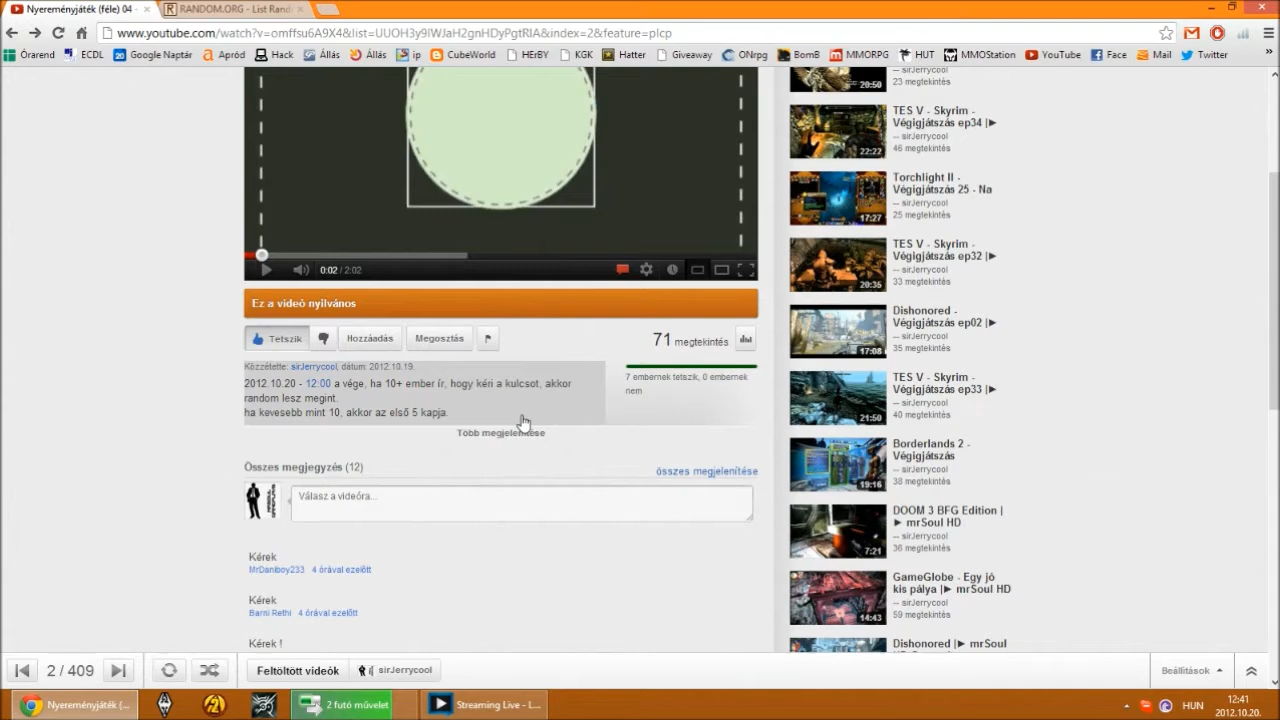 Nyereményjáték (féle) 04 -
RANDOM.ORG - List Rand
www.youtube.com/watch?v=omffsu6A9X4&list=UUOH3y9IWJaH2gnHDyPgtRIA&index=2&feature=plcp
Órarend
ECDL
Google Naptár
Apród
Hack
Állás
Állás
ip
CubeWorld
HERBY
KGK
Hatter
Giveaway
ONrpg
BomB
MMORPG
HUT
MMOStation
YouTube
Face
Mail
Twitter
0:02 / 2:02
Ez a videó nyilvános
Tetszik
Hozzáadás
Megosztás
71 megtekintés
Közzétette: sirJerrycool, dátum: 2012.10.19.
2012.10.20 - 12:00 a vége, ha 10+ ember ír, hogy kéri a kulcsot, akkor
random lesz megint.
ha kevesebb mint 10, akkor az első 5 kapja.
7 embernek tetszik, 0 embernek
nem
Több megjelenítése
Összes megjegyzés (12)
összes megjelenítése
Válasz a videóra...
Kérek
MrDaniboy233 4 órával ezelőtt
Kérek
Barni Rethi 4 órával ezelőtt
Kérek !
20:50
-- sirJerrycool
23 megtekintés
22:22
TES V - Skyrim -
Végigjátszás ep34 |►
-- sirJerrycool
46 megtekintés
17:27
Torchlight II -
Végigjátszás 25 - Na
-- sirJerrycool
25 megtekintés
20:35
TES V - Skyrim -
Végigjátszás ep32 |►
-- sirJerrycool
33 megtekintés
17:08
Dishonored -
Végigjátszás ep02 |►
-- sirJerrycool
35 megtekintés
21:50
TES V - Skyrim -
Végigjátszás ep33 |►
-- sirJerrycool
40 megtekintés
19:16
Borderlands 2 -
Végigjátszás
-- sirJerrycool
38 megtekintés
7:21
DOOM 3 BFG Edition |
► mrSoul HD
-- sirJerrycool
36 megtekintés
14:43
GameGlobe - Egy jó
kis pálya |► mrSoul HD
-- sirJerrycool
59 megtekintés
Dishonored |► mrSoul
2 / 409
Feltöltött videók
sirJerrycool
Beállítások
Nyereményjáték (...
2 futó művelet
Streaming Live - L...
HUN
12:41
2012.10.20.